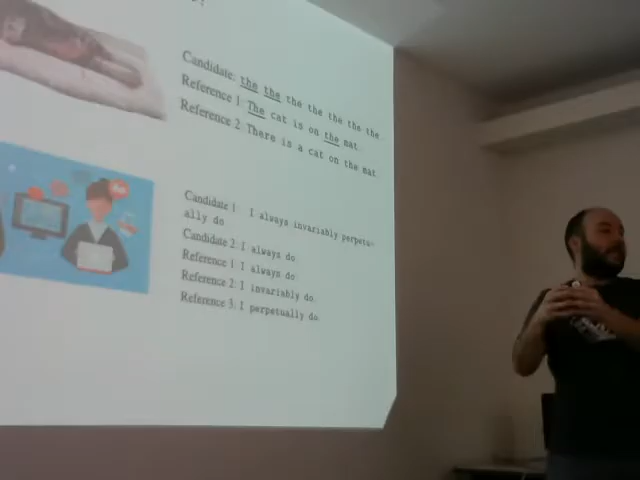 Candidate: the the the the the the the.
Reference 1: The cat is on the mat.
Reference 2: There is a cat on the mat.
Candidate 1: I always invariably perpetu-
ally do.
Candidate 2: I always do.
Reference 1: I always do.
Reference 2: I invariably do.
Reference 3: I perpetually do.